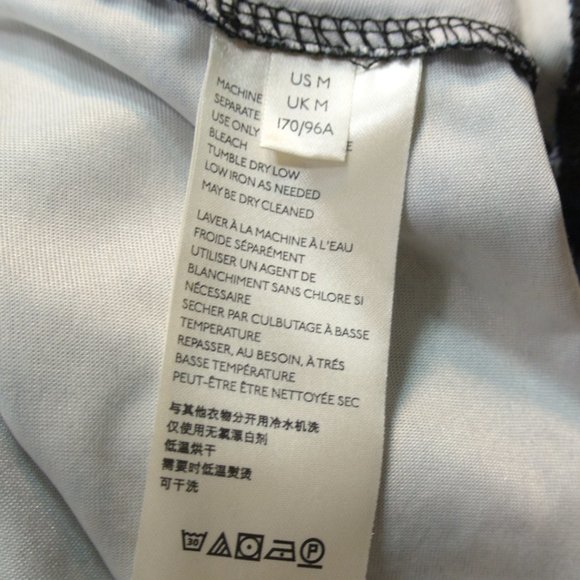 US M
UK M
170/96A
MACHINE
SEPARATE
USE ONLY E
BLEACH
TUMBLE DRY LOW
LOW IRON AS NEEDED
MAY BE DRY CLEANED
LAVER À LA MACHINE À L'EAU
FROIDE SÉPARÉMENT
UTILISER UN AGENT DE
BLANCHIMENT SANS CHLORE SI
NÉCESSAIRE
SECHER PAR CULBUTAGE À BASSE
TEMPERATURE
REPASSER, AU BESOIN, À TRÉS
BASSE TEMPÉRATURE
PEUT-ÊTRE ÊTRE NETTOYÉE SEC
与其他衣物分开用冷水机洗
仅使用无氯漂白剂
低温烘干
需要时低温熨烫
可干洗
30
P